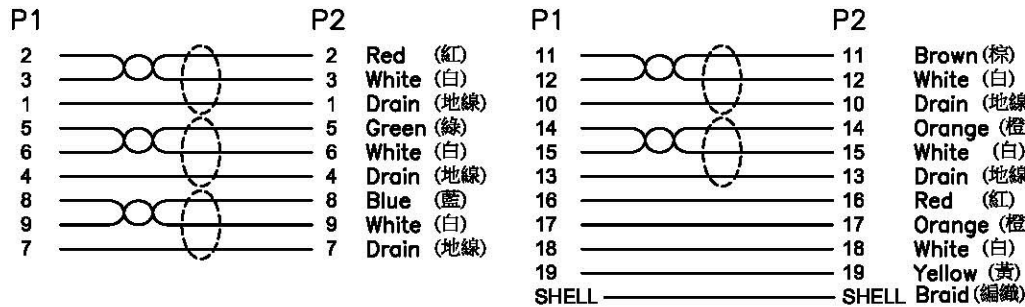 P1 P2
2 2 Red (紅)
3 3 White (白)
1 1 Drain (地線)
5 5 Green (綠)
6 6 White (白)
4 4 Drain (地線)
8 8 Blue (藍)
9 9 White (白)
7 7 Drain (地線)
P1 P2
11 11 Brown (棕)
12 12 White (白)
10 10 Drain (地線
14 14 Orange (橙
15 15 White (白)
13 13 Drain (地線
16 16 Red (紅)
17 17 Orange (橙
18 18 White (白)
19 19 Yellow (黃)
SHELL SHELL Braid (編織)